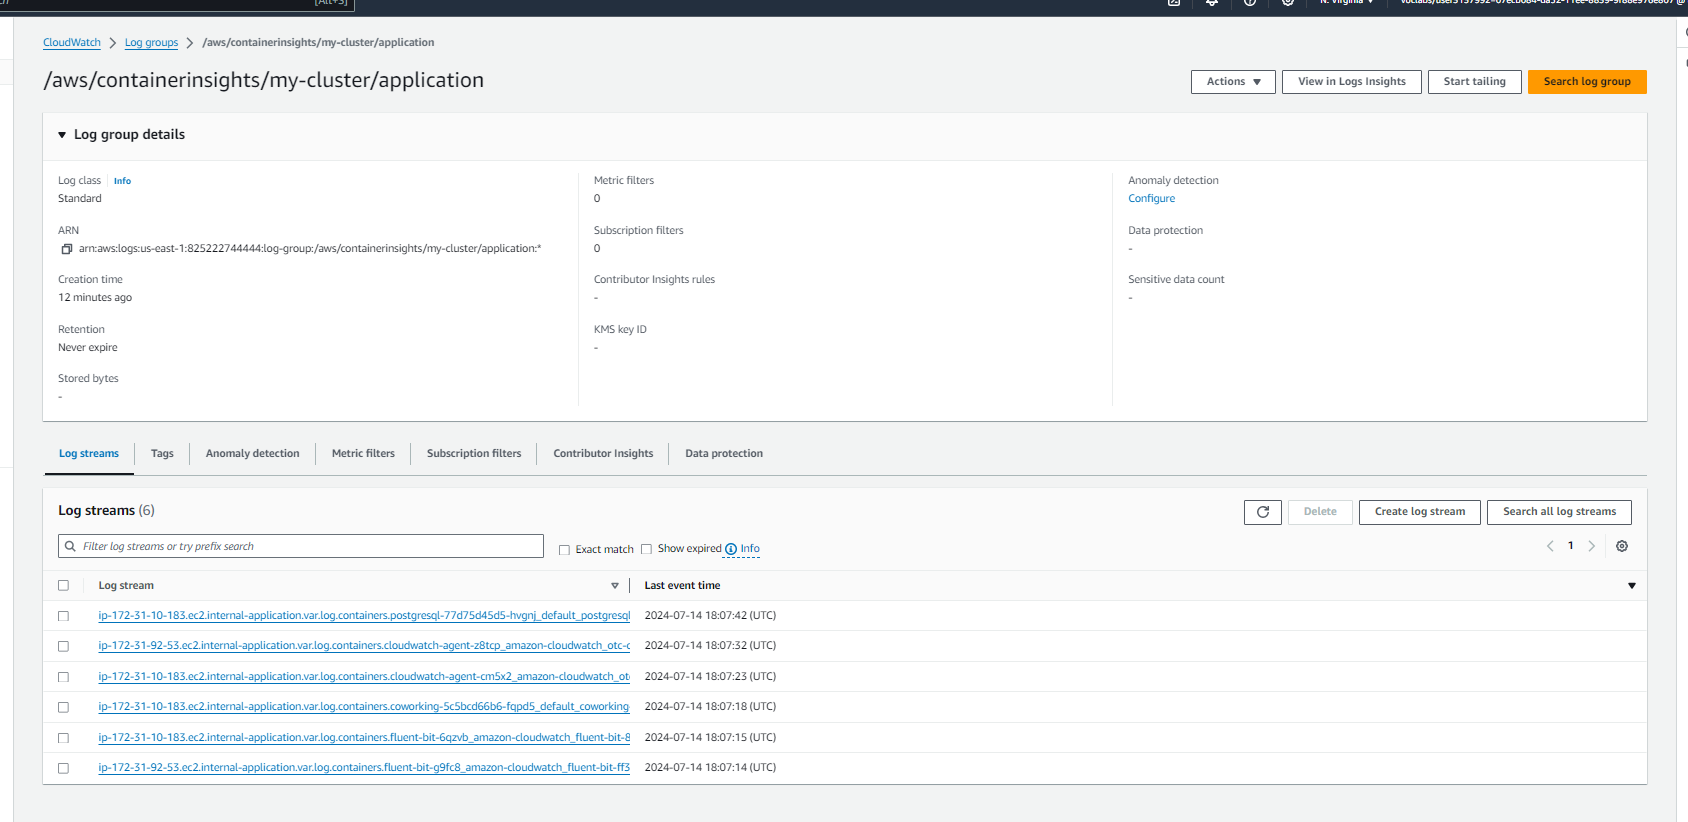 [Alt+S]
N. Virginia
CloudWatch > Log groups > /aws/containerinsights/my-cluster/application
/aws/containerinsights/my-cluster/application
Actions View in Logs Insights Start tailing Search log group
Log group details
Log class Info
Standard
ARN
arn:aws:logs:us-east-1:825222744444:log-group:/aws/containerinsights/my-cluster/application:*
Creation time
12 minutes ago
Retention
Never expire
Stored bytes
-
Metric filters
0
Subscription filters
0
Contributor Insights rules
-
KMS key ID
-
Anomaly detection
Configure
Data protection
-
Sensitive data count
-
Log streams Tags Anomaly detection Metric filters Subscription filters Contributor Insights Data protection
Log streams (6)
Delete Create log stream Search all log streams
Filter log streams or try prefix search Exact match Show expired Info 1
Log stream Last event time
ip-172-31-10-183.ec2.internal-application.var.log.containers.postgresql-77d75d45d5-hvgnj_default_postgresql 2024-07-14 18:07:42 (UTC)
ip-172-31-92-53.ec2.internal-application.var.log.containers.cloudwatch-agent-z8tcp_amazon-cloudwatch_otc-c 2024-07-14 18:07:32 (UTC)
ip-172-31-10-183.ec2.internal-application.var.log.containers.cloudwatch-agent-cm5x2_amazon-cloudwatch_ot 2024-07-14 18:07:23 (UTC)
ip-172-31-10-183.ec2.internal-application.var.log.containers.coworking-5c5bcd66b6-fqpd5_default_coworking- 2024-07-14 18:07:18 (UTC)
ip-172-31-10-183.ec2.internal-application.var.log.containers.fluent-bit-6qzvb_amazon-cloudwatch_fluent-bit-8 2024-07-14 18:07:15 (UTC)
ip-172-31-92-53.ec2.internal-application.var.log.containers.fluent-bit-g9fc8_amazon-cloudwatch_fluent-bit-ff3 2024-07-14 18:07:14 (UTC)